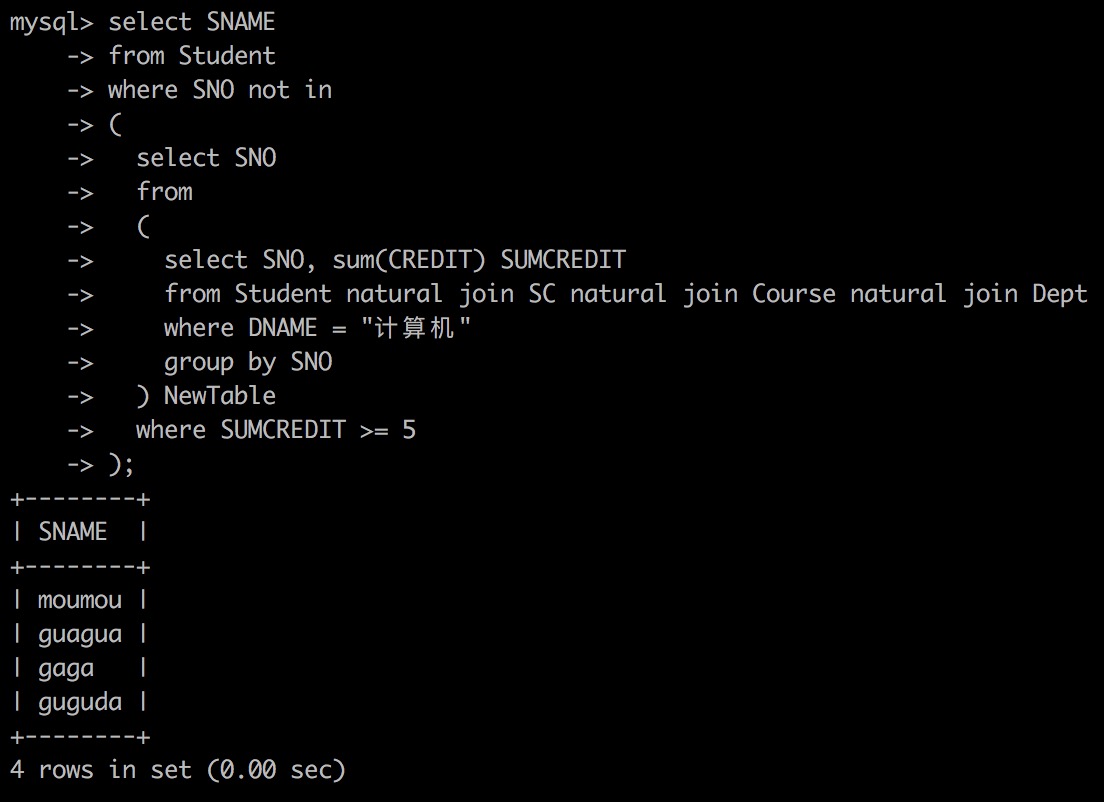 mysql> select SNAME
    -> from Student
    -> where SNO not in
    -> (
    ->   select SNO
    ->   from
    ->   (
    ->     select SNO, sum(CREDIT) SUMCREDIT
    ->     from Student natural join SC natural join Course natural join Dept
    ->     where DNAME = "计算机"
    ->     group by SNO
    ->   ) NewTable
    ->   where SUMCREDIT >= 5
    -> );
+--------+
| SNAME  |
+--------+
| moumou |
| guagua |
| gaga   |
| guguda |
+--------+
4 rows in set (0.00 sec)